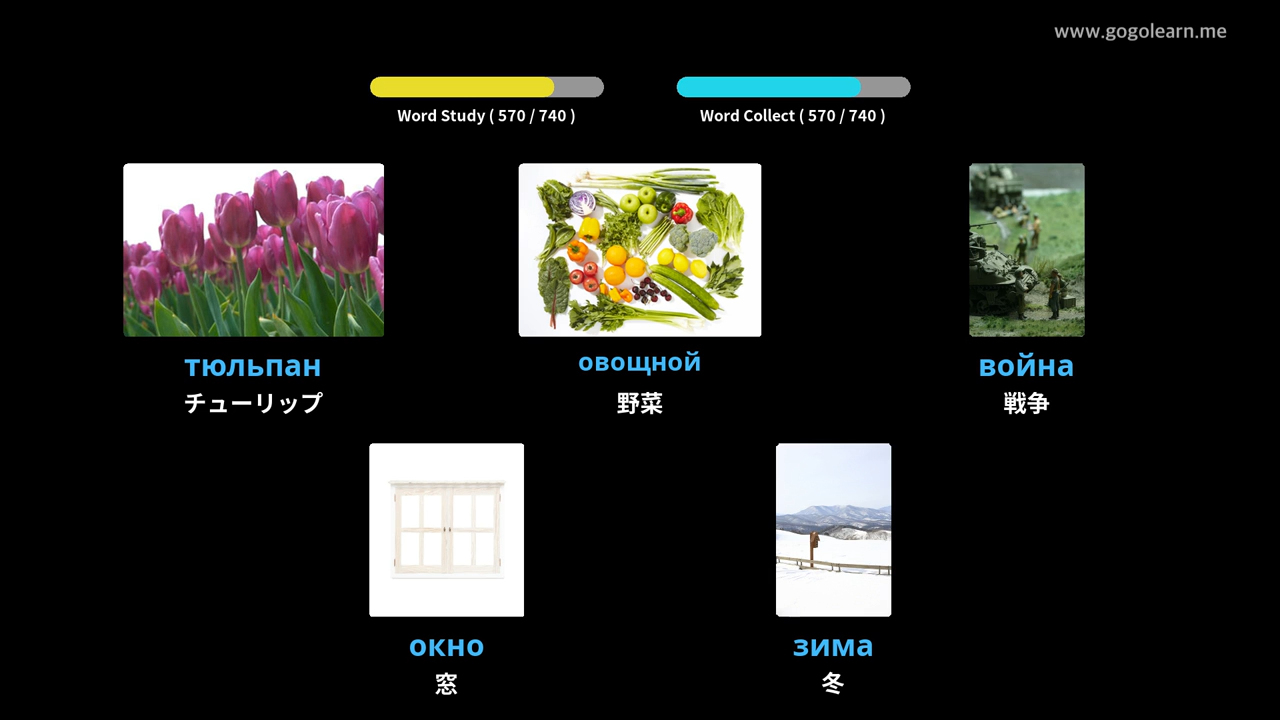 www.gogolearn.me
Word Study ( 570 / 740 )
Word Collect ( 570 / 740 )
тюльпан
チューリップ
овощной
野菜
война
戦争
окно
窓
зима
冬